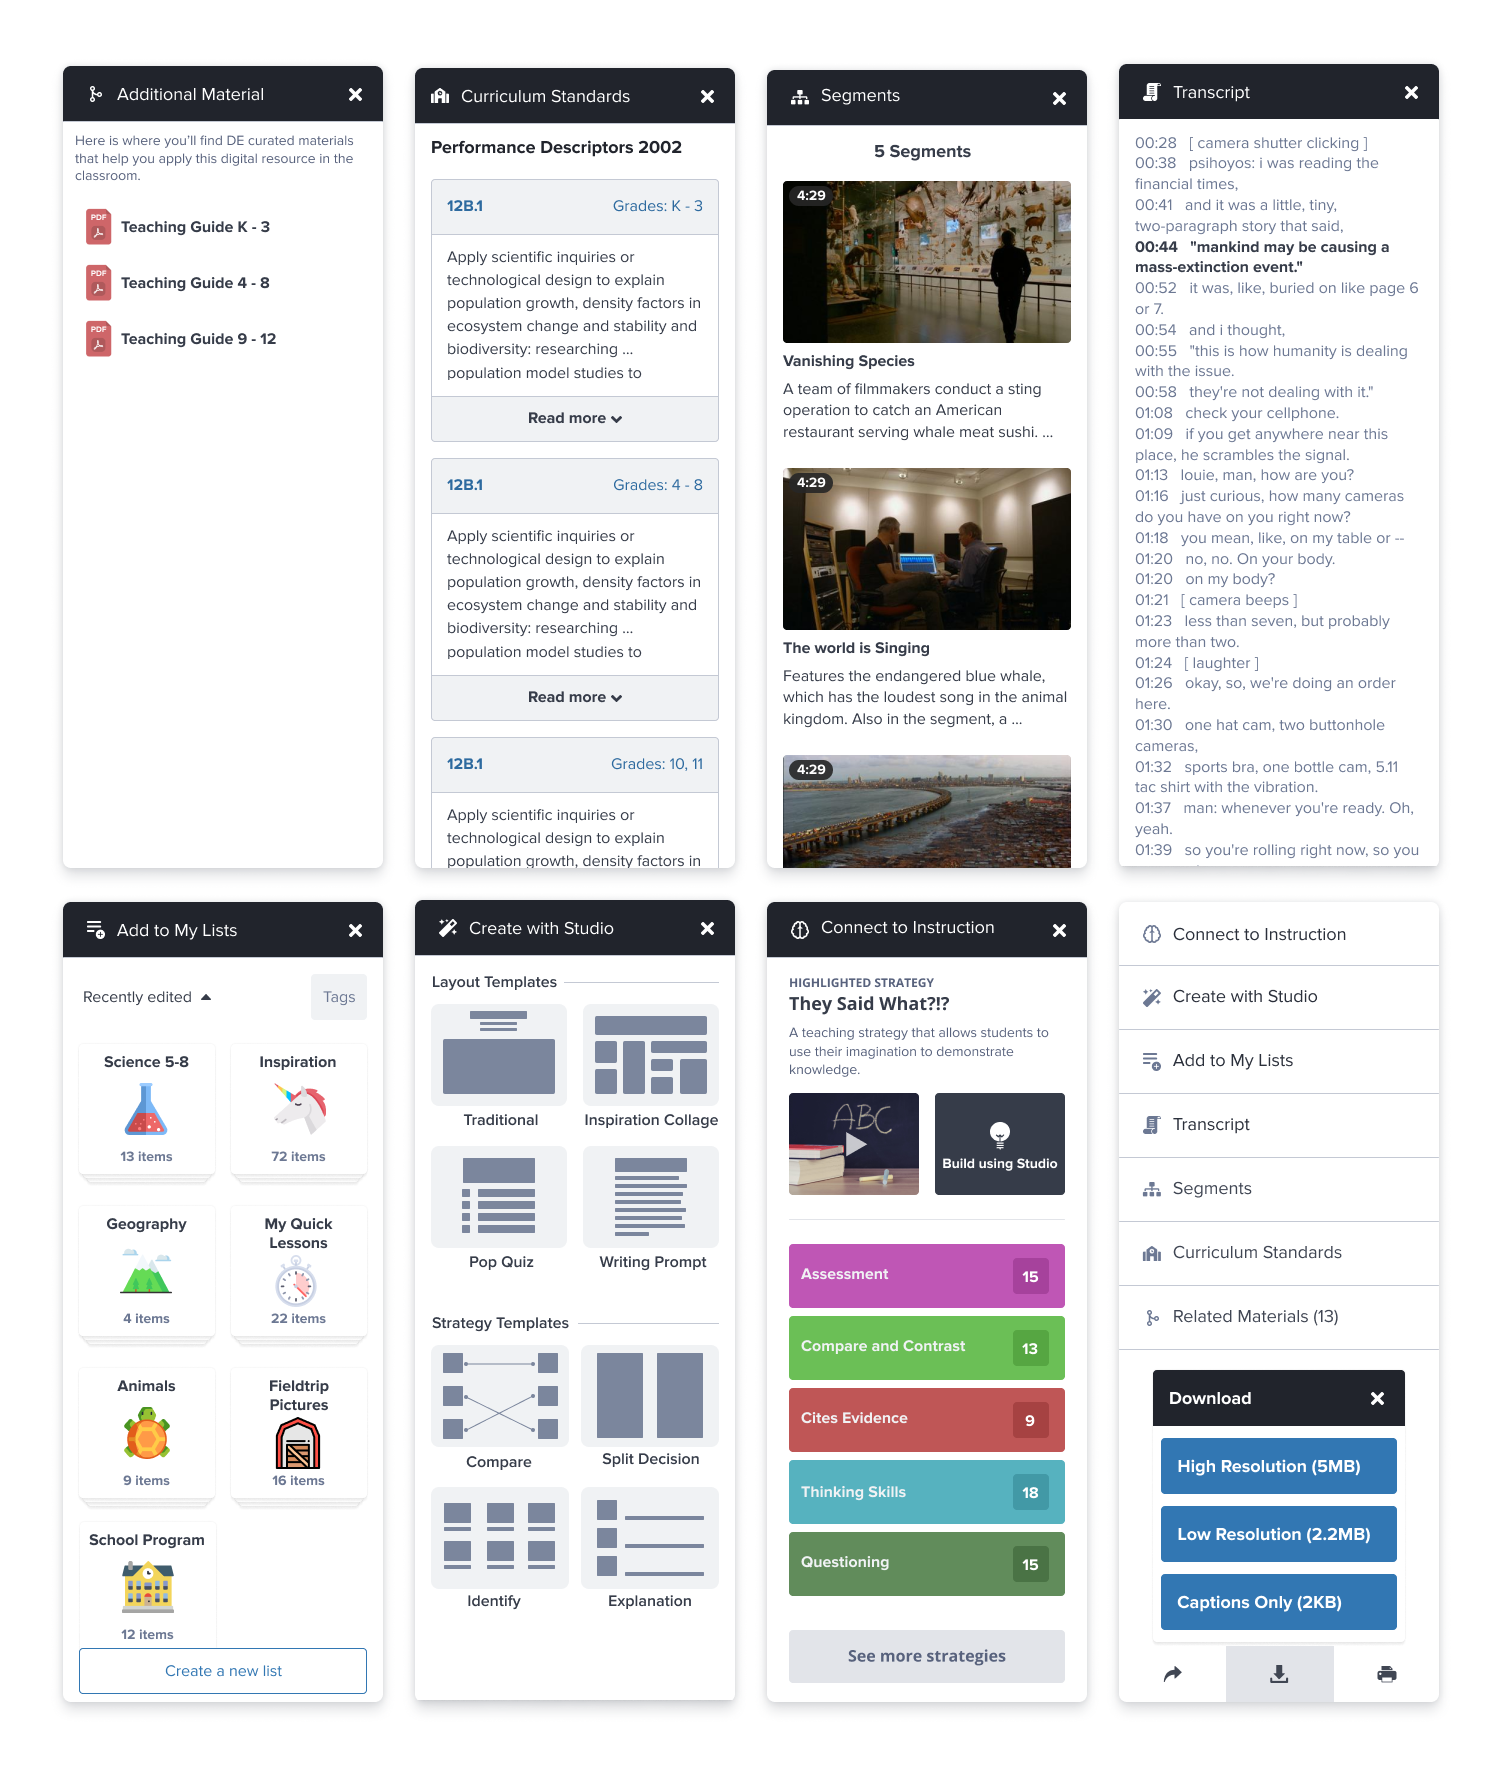 Additional Material
Here is where you'll find DE curated materials
that help you apply this digital resource in the
classroom.
PDF
Teaching Guide K - 3
PDF
Teaching Guide 4 - 8
PDF
Teaching Guide 9 - 12
Curriculum Standards
Performance Descriptors 2002
12B.1 Grades: K - 3
Apply scientific inquiries or
technological design to explain
population growth, density factors in
ecosystem change and stability and
biodiversity: researching ...
population model studies to
Read more
12B.1 Grades: 4 - 8
Apply scientific inquiries or
technological design to explain
population growth, density factors in
ecosystem change and stability and
biodiversity: researching ...
population model studies to
Read more
12B.1 Grades: 10, 11
Apply scientific inquiries or
technological design to explain
population growth, density factors in
Segments
5 Segments
4:29
Vanishing Species
A team of filmmakers conduct a sting
operation to catch an American
restaurant serving whale meat sushi. ...
4:29
The world is Singing
Features the endangered blue whale,
which has the loudest song in the animal
kingdom. Also in the segment, a ...
4:29
Transcript
00:28 [ camera shutter clicking ]
00:38 psihoyos: i was reading the
financial times,
00:41 and it was a little, tiny,
two-paragraph story that said,
00:44 "mankind may be causing a
mass-extinction event."
00:52 it was, like, buried on like page 6
or 7.
00:54 and i thought,
00:55 "this is how humanity is dealing
with the issue.
00:58 they're not dealing with it."
01:08 check your cellphone.
01:09 if you get anywhere near this
place, he scrambles the signal.
01:13 louie, man, how are you?
01:16 just curious, how many cameras
do you have on you right now?
01:18 you mean, like, on my table or --
01:20 no, no. On your body.
01:20 on my body?
01:21 [ camera beeps ]
01:23 less than seven, but probably
more than two.
01:24 [ laughter ]
01:26 okay, so, we're doing an order
here.
01:30 one hat cam, two buttonhole
cameras,
01:32 sports bra, one bottle cam, 5.11
tac shirt with the vibration.
01:37 man: whenever you're ready. Oh,
yeah.
01:39 so you're rolling right now, so you
Add to My Lists
Recently edited
Tags
Science 5-8
13 items
Inspiration
72 items
Geography
4 items
My Quick
Lessons
22 items
Animals
9 items
Fieldtrip
Pictures
16 items
School Program
12 items
Create a new list
Create with Studio
Layout Templates
Traditional
Inspiration Collage
Pop Quiz
Writing Prompt
Strategy Templates
Compare
Split Decision
Identify
Explanation
Connect to Instruction
HIGHLIGHTED STRATEGY
They Said What?!?
A teaching strategy that allows students to
use their imagination to demonstrate
knowledge.
ABC
Build using Studio
Assessment 15
Compare and Contrast 13
Cites Evidence 9
Thinking Skills 18
Questioning 15
See more strategies
Connect to Instruction
Create with Studio
Add to My Lists
Transcript
Segments
Curriculum Standards
Related Materials (13)
Download
High Resolution (5MB)
Low Resolution (2.2MB)
Captions Only (2KB)